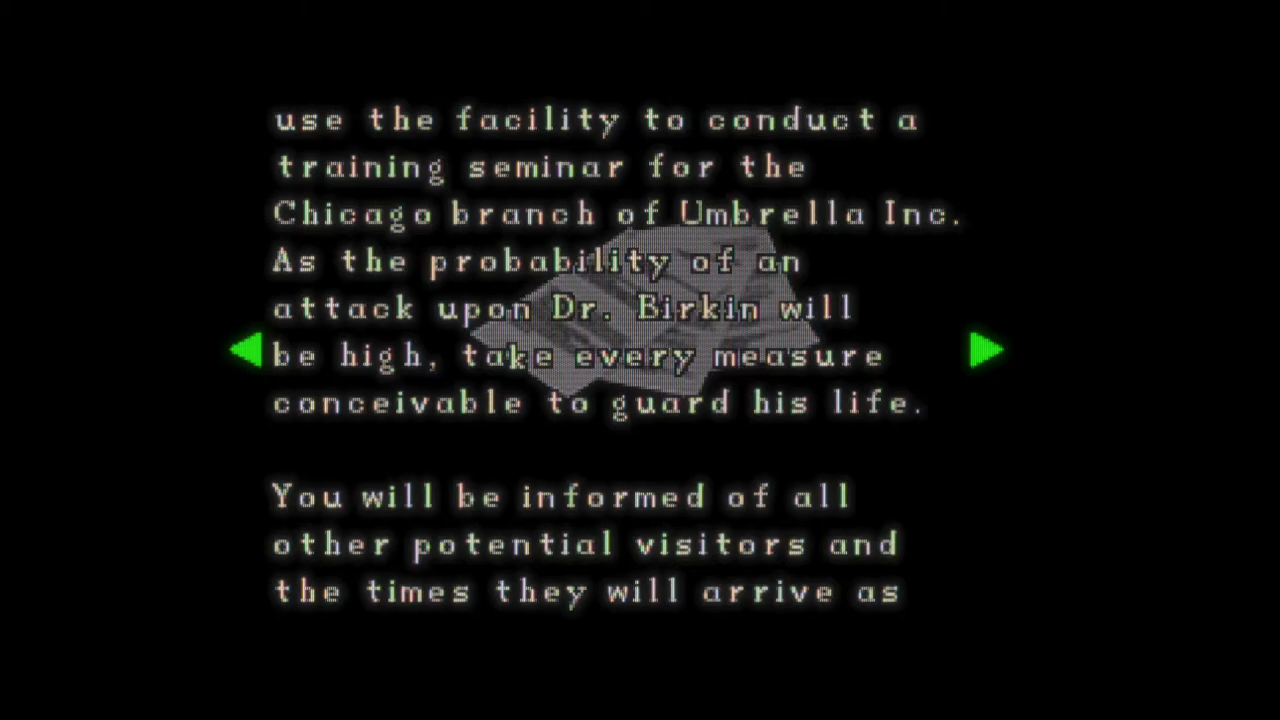 use the facility to conduct a
training seminar for the
Chicago branch of Umbrella Inc.
As the probability of an
attack upon Dr. Birkin will
be high, take every measure
conceivable to guard his life.
You will be informed of all
other potential visitors and
the times they will arrive as